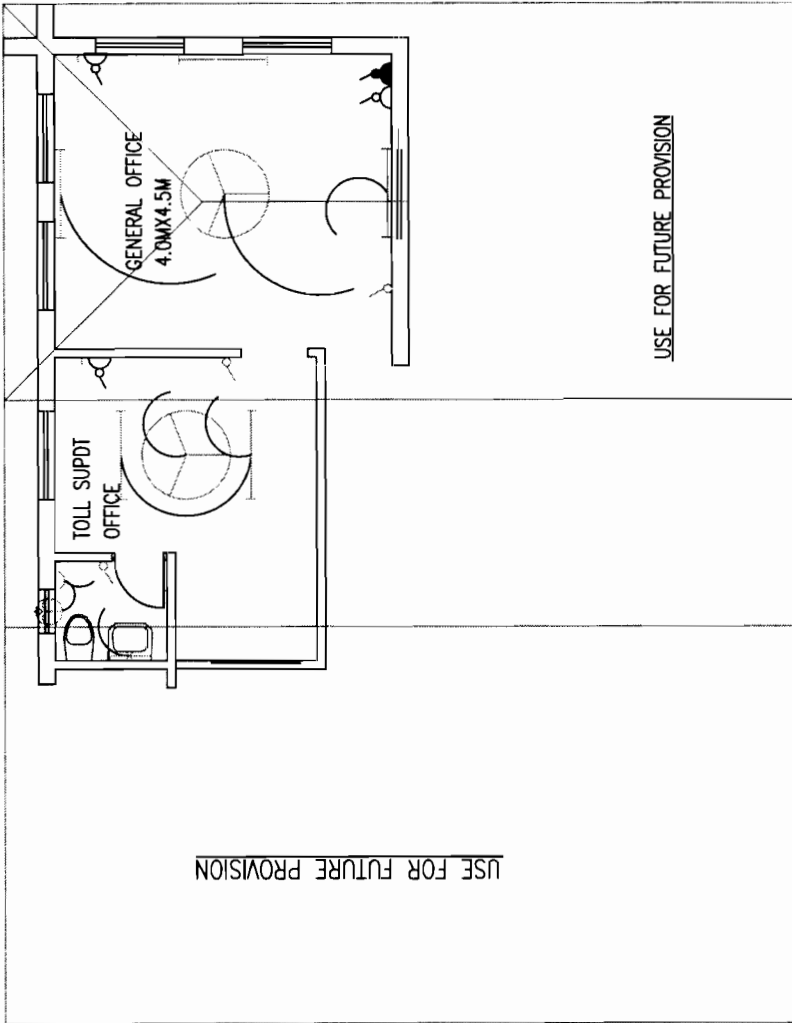 GENERAL OFFICE
4.0MX4.5M
TOLL SUPDT
OFFICE
USE FOR FUTURE PROVISION
USE FOR FUTURE PROVISION